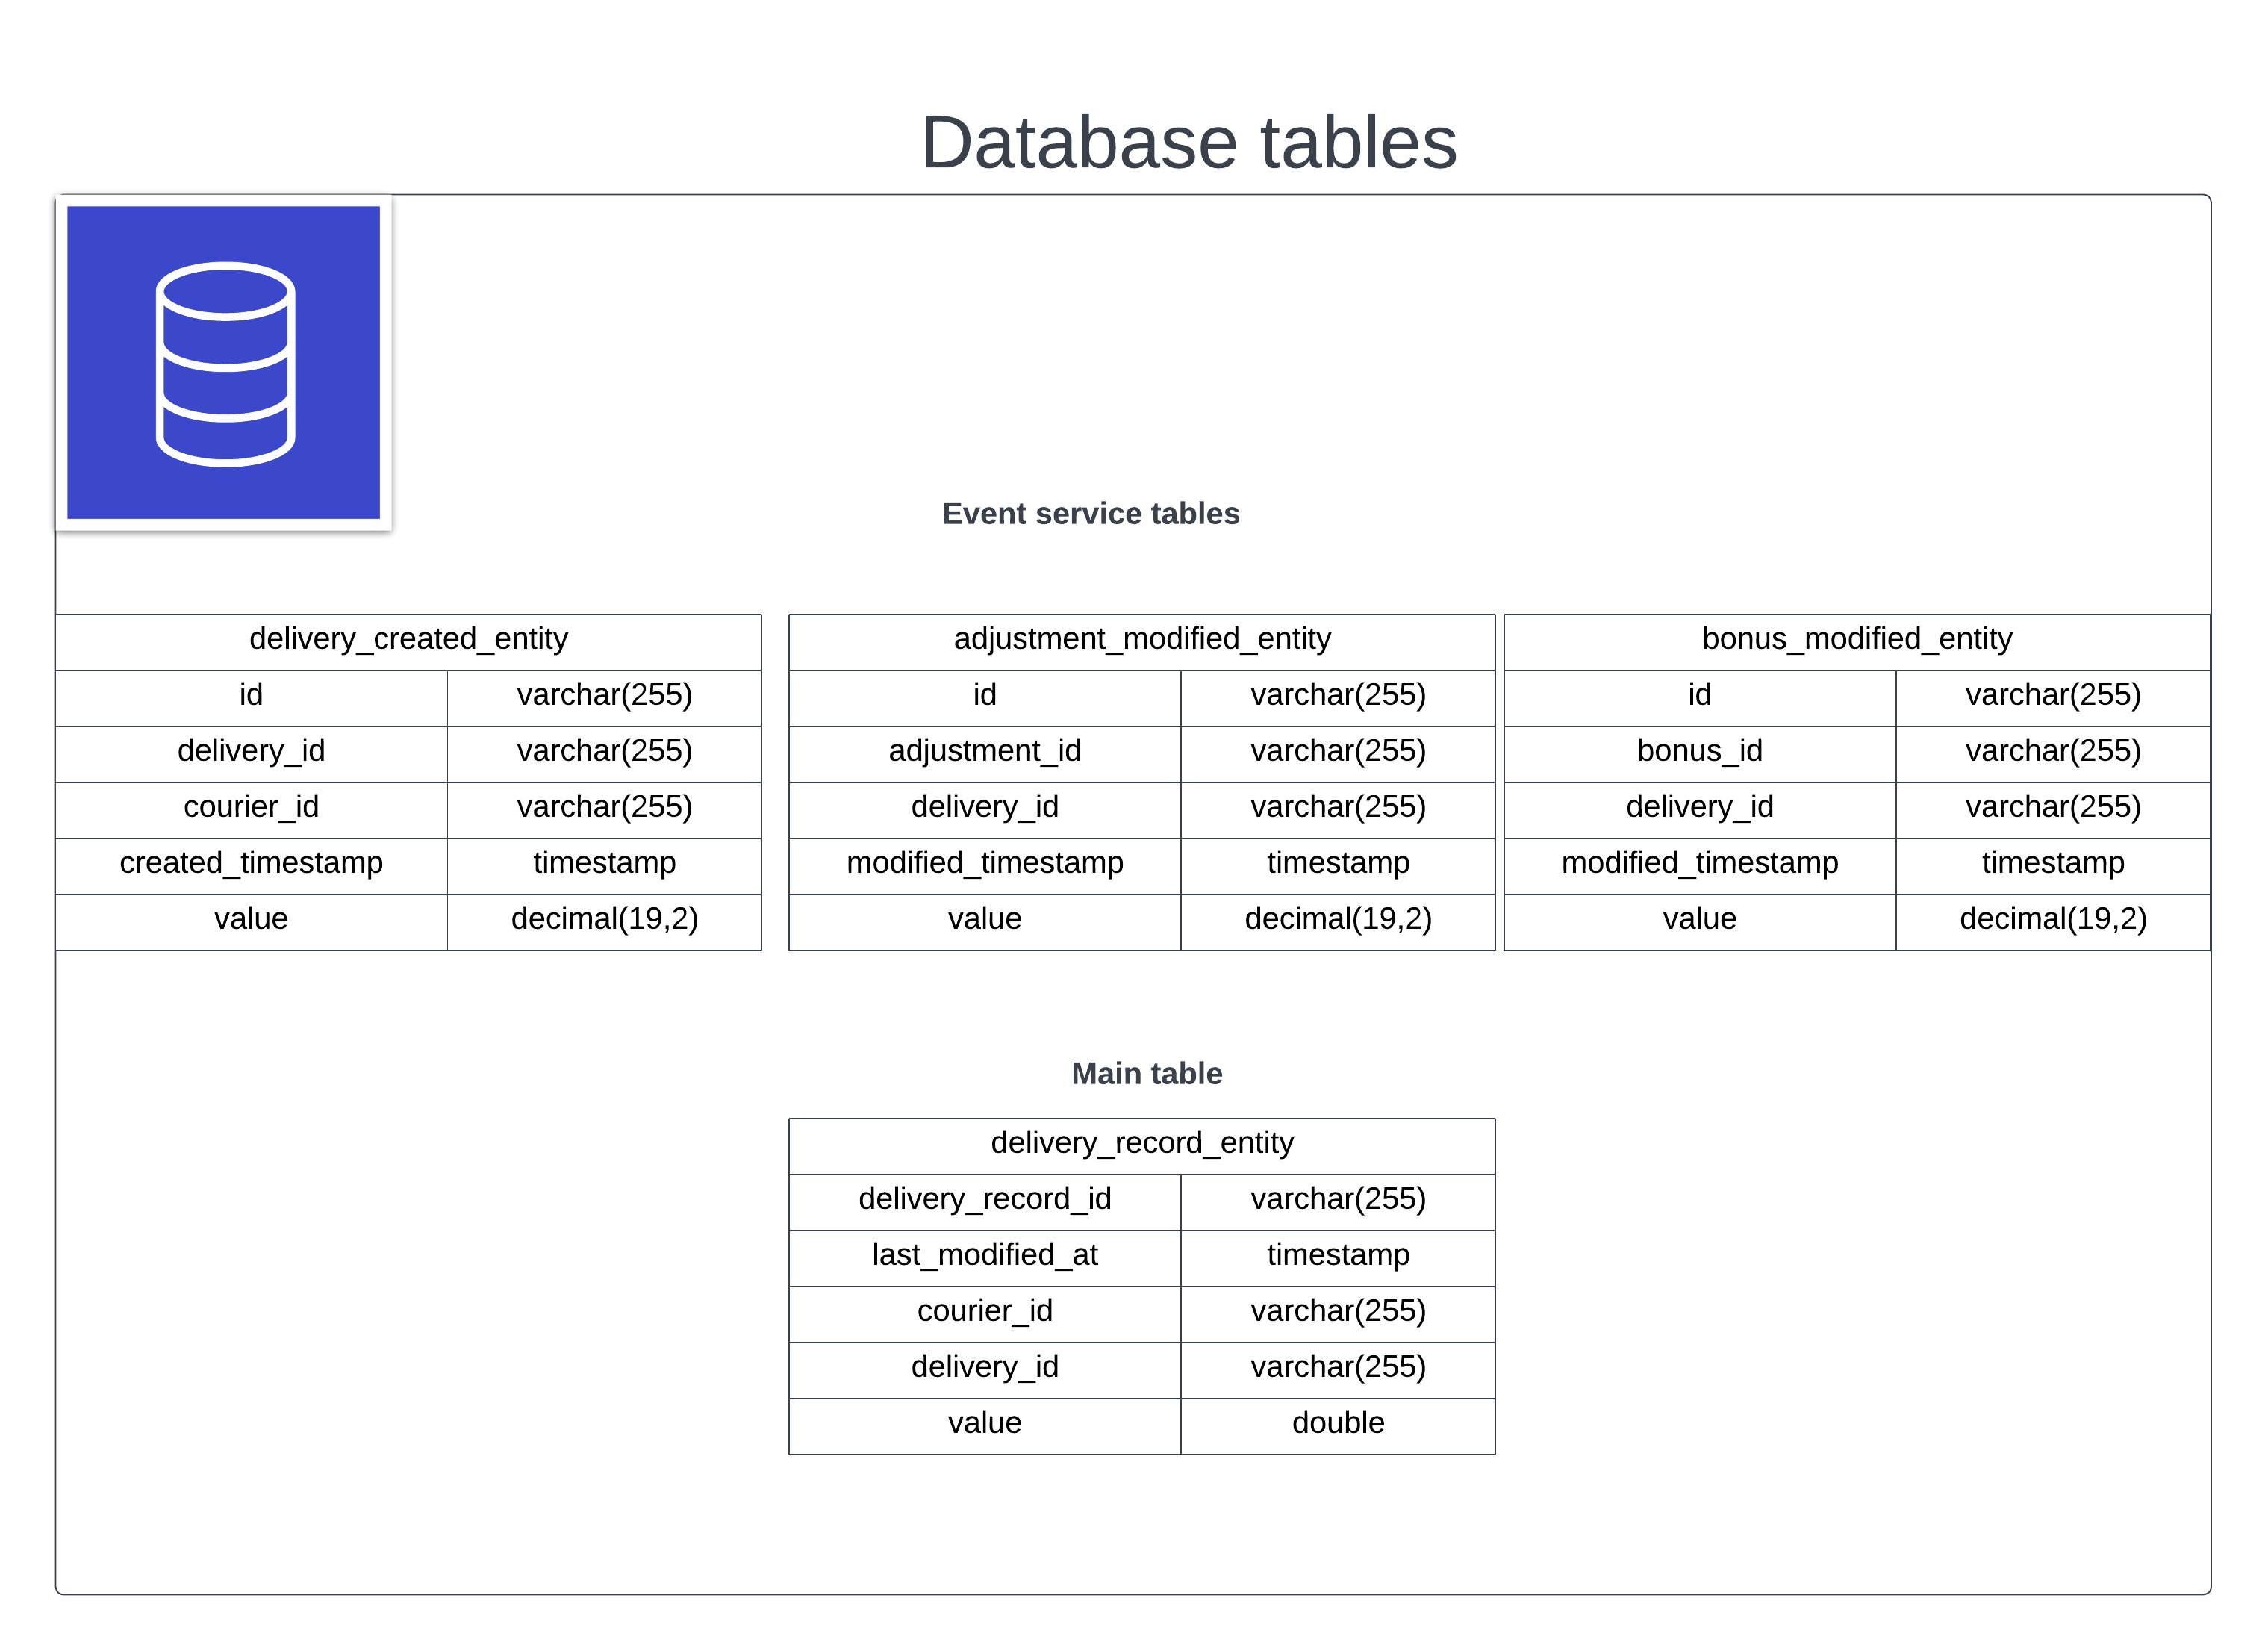 Database tables
Event service tables
delivery_created_entity
id varchar(255)
delivery_id varchar(255)
courier_id varchar(255)
created_timestamp timestamp
value decimal(19,2)
adjustment_modified_entity
id varchar(255)
adjustment_id varchar(255)
delivery_id varchar(255)
modified_timestamp timestamp
value decimal(19,2)
bonus_modified_entity
id varchar(255)
bonus_id varchar(255)
delivery_id varchar(255)
modified_timestamp timestamp
value decimal(19,2)
Main table
delivery_record_entity
delivery_record_id varchar(255)
last_modified_at timestamp
courier_id varchar(255)
delivery_id varchar(255)
value double